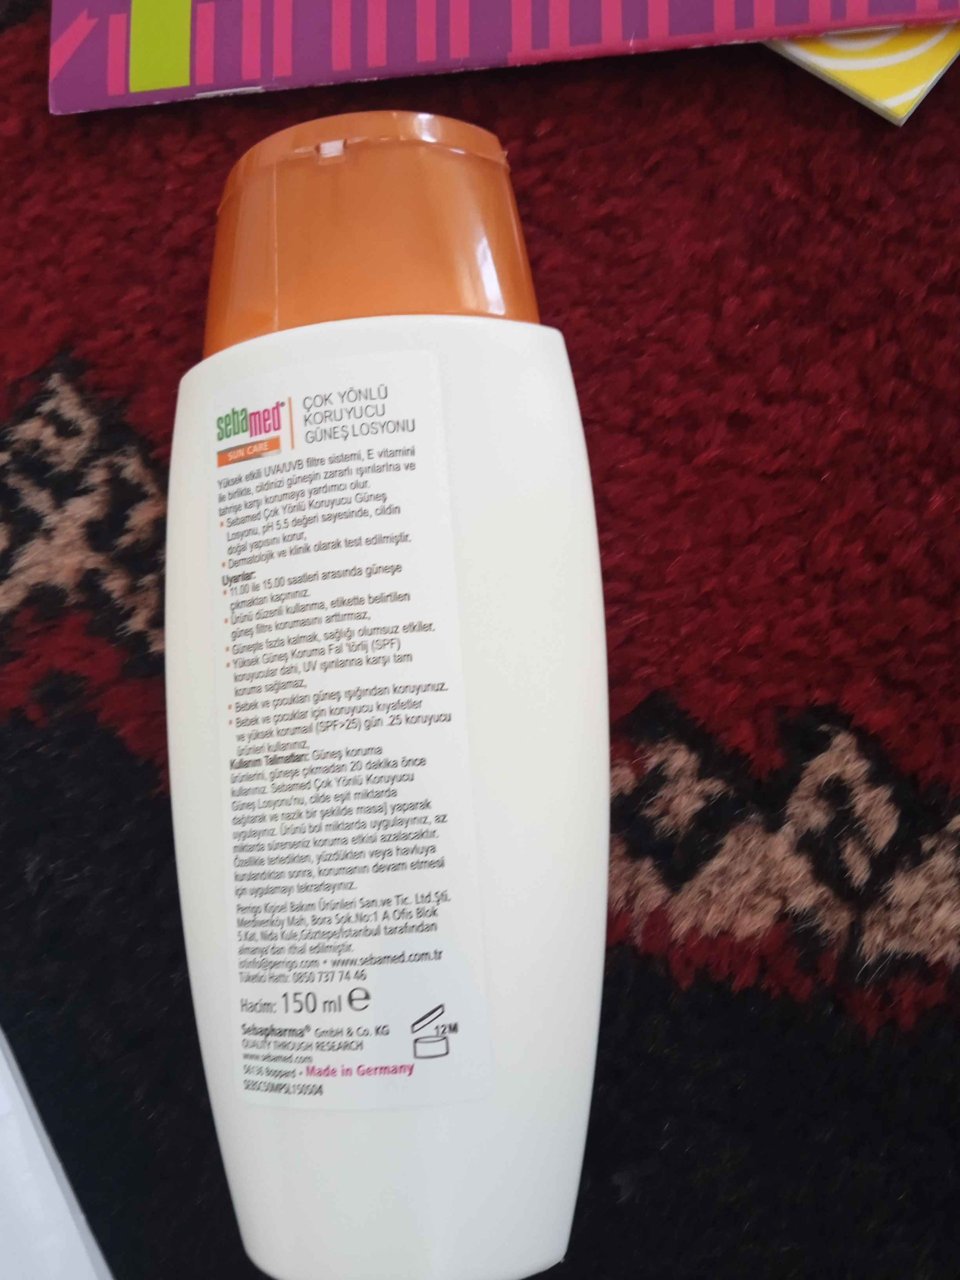 sebamed®
SUN CARE
ÇOK YÖNLÜ
KORUYUCU
GÜNEŞ LOSYONU
Yüksek etkili UVA/UVB filtre sistemi, E vitamini
ile birlikte, cildinizi güneşin zararlı ışınlarına ve
tahrişe karşı korumaya yardımcı olur.
• Sebamed Çok Yönlü Koruyucu Güneş
Losyonu, pH 5.5 değeri sayesinde, cildin
doğal yapısını korur,
• Dermatolojik ve klinik olarak test edilmiştir.
Uyarılar:
• 11.00 ile 15.00 saatleri arasında güneşe
çıkmaktan kaçınınız.
• Ürünü düzenli kullanma, etikette belirtilen
güneş filtre korumasını arttırmaz,
• Güneşte fazla kalmak, sağlığı olumsuz etkiler.
• Yüksek Güneş Koruma Fal 'törlj (SPF)
koruyucular dahi, UV ışınlarına karşı tam
koruma sağlamaz,
• Bebek ve çocukları güneş ışığından koruyunuz.
• Bebek ve çocuklar için koruyucu kıyafetler
ve yüksek korumalı (SPF>25) gün .25 koruyucu
ürünleri kullanınız,
Kullanım Talimatları: Güneş koruma
ürünlerini, güneşe çıkmadan 20 dakika önce
kullanınız. Sebamed Çok Yönlü Koruyucu
Güneş Losyonu'nu, cilde eşit miktarda
dağıtarak ve nazik bir şekilde masaj yaparak
uygulayınız. Ürünü bol miktarda uygulayınız, az
miktarda sürerseniz koruma etkisi azalacaktır.
Özellikle terledikten, yüzdükten veya havluya
kurulandıktan sonra, korumanın devam etmesi
için uygulamayı tekrarlayınız.
Perrigo Kişisel Bakım Ürünleri San.ve Tic. Ltd.Şti.
Merdivenköy Mah, Bora Sok.No:1 A Ofis Blok
5.Kat, Nida Kule,Göztepe/İstanbul tarafından
almanya'dan ithal edilmiştir.
istinfo@perrigo.com • www.sebamed.com.tr
Tüketici Hattı: 0850 737 74 46
Hacim: 150 ml ℮
Sebapharma® GmbH & Co. KG
QUALITY THROUGH RESEARCH
12M
www.sebamed.com
56136 Boppard • Made in Germany
SEBSC50MPSL150504